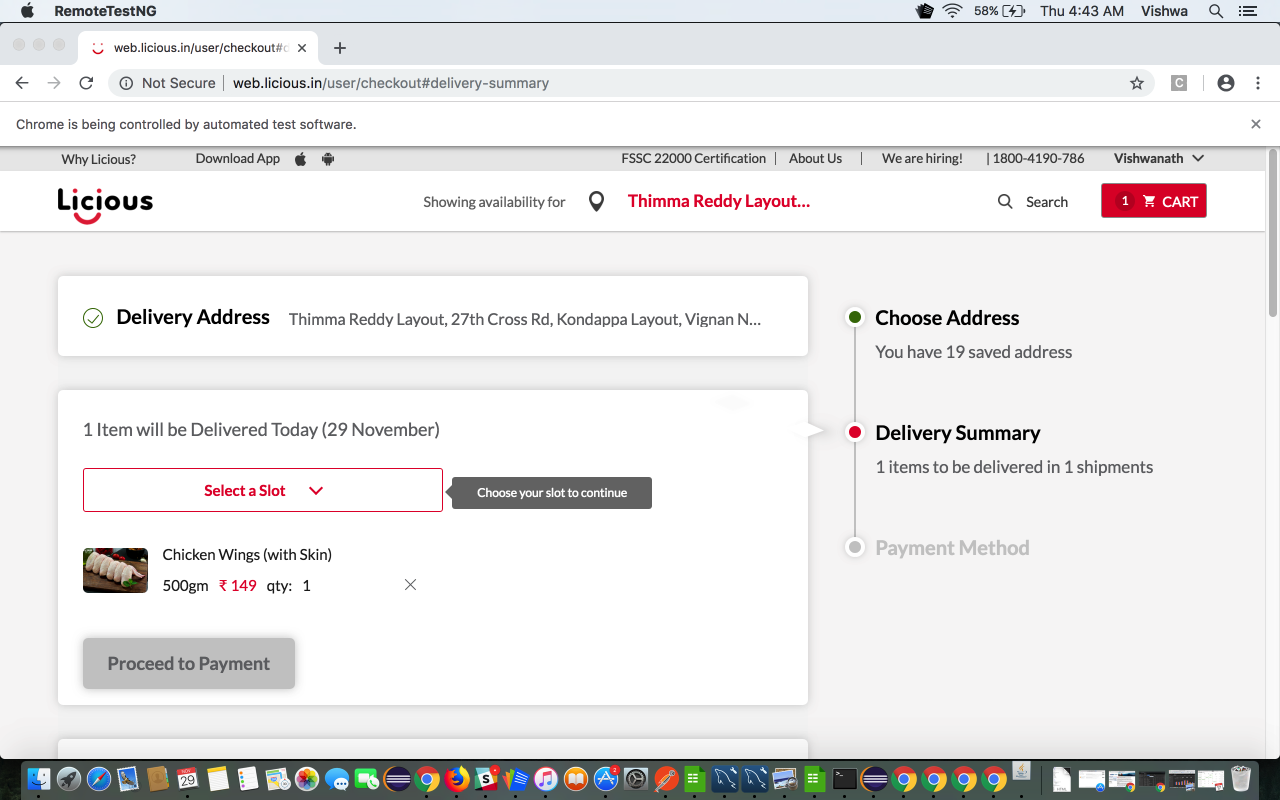 RemoteTestNG 58% Thu 4:43 AM Vishwa
web.licious.in/user/checkout#d
Not Secure web.licious.in/user/checkout#delivery-summary
C
Chrome is being controlled by automated test software.
Why Licious? Download App FSSC 22000 Certification | About Us | We are hiring! | 1800-4190-786 Vishwanath
Licious Showing availability for Thimma Reddy Layout... Search 1 CART
Delivery Address Thimma Reddy Layout, 27th Cross Rd, Kondappa Layout, Vignan N...
Choose Address
You have 19 saved address
1 Item will be Delivered Today (29 November)
Delivery Summary
1 items to be delivered in 1 shipments
Select a Slot Choose your slot to continue
Chicken Wings (with Skin)
500gm ₹ 149 qty: 1
Payment Method
Proceed to Payment
NOV
29